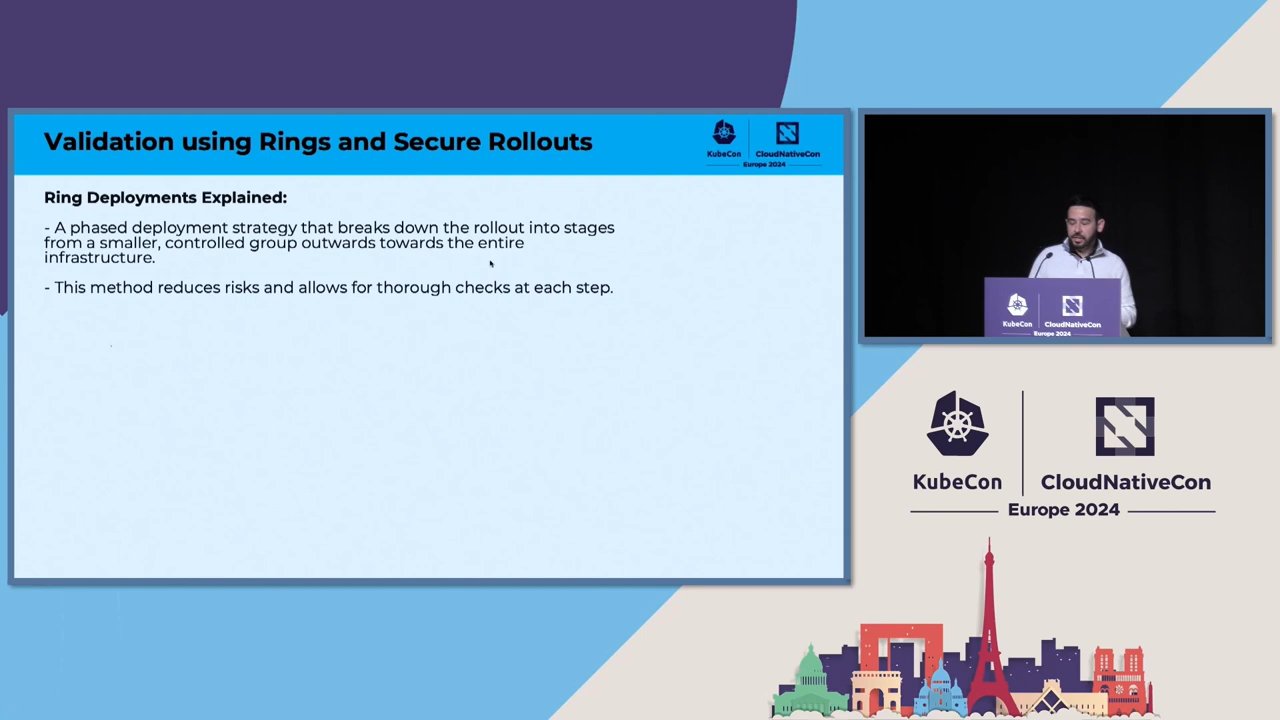 Validation using Rings and Secure Rollouts
KubeCon
CloudNativeCon
Europe 2024
Ring Deployments Explained:
- A phased deployment strategy that breaks down the rollout into stages
from a smaller, controlled group outwards towards the entire
infrastructure.
- This method reduces risks and allows for thorough checks at each step.
KubeCon
CloudNativeCon
Europe 2024
KubeCon
CloudNativeCon
Europe 2024